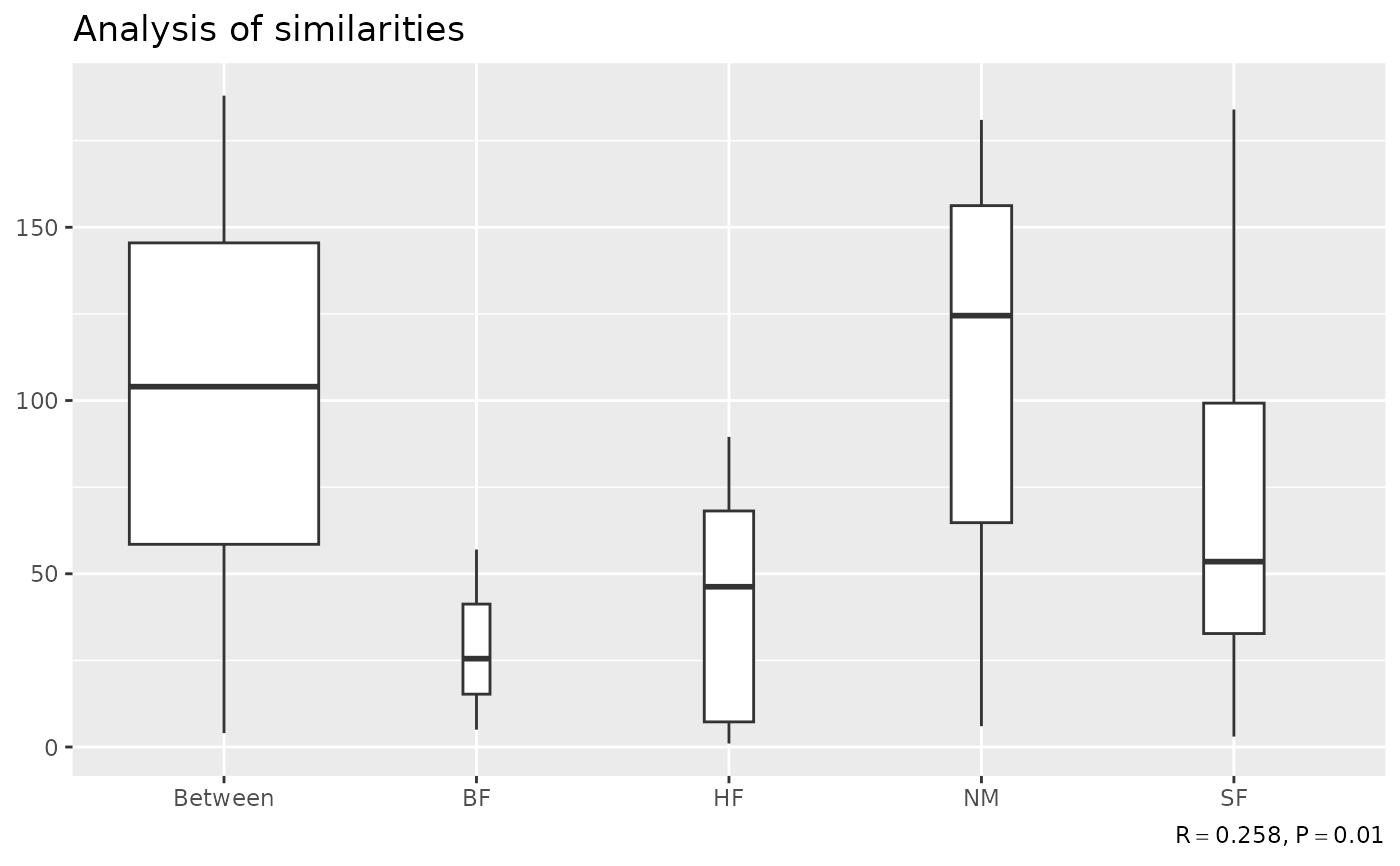 Analysis of similarities
150
100
50
0
Between BF HF NM SF
R = 0.258, P = 0.01